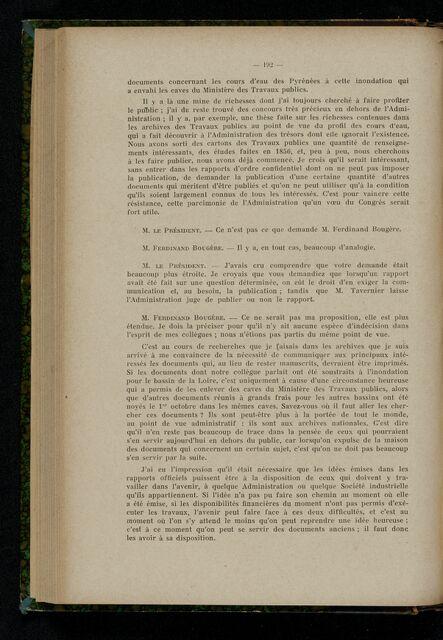 — 192 —
documents concernant les cours d'eau des Pyrénées à cette inondation qui
a envahi les caves du Ministère des Travaux publics.
Il y a là une mine de richesses dont j'ai toujours cherché à faire profiter
le public ; j'ai du reste trouvé des concours très précieux en dehors de l'Admi-
nistration ; il y a, par exemple, une thèse faite sur les richesses contenues dans
les archives des Travaux publics au point de vue du profil des cours d'eau,
qui a fait découvrir à l'Administration des trésors dont elle ignorait l'existence.
Nous avons sorti des cartons des Travaux publics une quantité de renseigne-
ments intéressants, des études faites en 1856, et, peu à peu, nous cherchons
à les faire publier, nous avons déjà commencé. Je crois qu'il serait intéressant,
sans entrer dans les rapports d'ordre confidentiel dont on ne peut pas imposer
la publication, de demander la publication d'une certaine quantité d'autres
documents qui méritent d'être publiés et qu'on ne peut utiliser qu'à la condition
qu'ils soient largement connus de tous les intéressés. C'est pour vaincre cette
résistance, cette parcimonie de l'Administration qu'un vœu du Congrès serait
fort utile.
M. le Président. — Ce n'est pas ce que demande M. Ferdinand Bougère.
M. Ferdinand Bougère. — Il y a, en tout cas, beaucoup d'analogie.
M. le Président. — J'avais cru comprendre que votre demande était
beaucoup plus étroite. Je croyais que vous demandiez que lorsqu'un rapport
avait été fait sur une question déterminée, on eût le droit d'en exiger la com-
munication et, au besoin, la publication ; tandis que M. Tavernier laisse
l'Administration juge de publier ou non le rapport.
M. Ferdinand Bougère. — Ce ne serait pas ma proposition, elle est plus
étendue. Je dois la préciser pour qu'il n'y ait aucune espèce d'indécision dans
l'esprit de mes collègues ; nous n'étions pas partis du même point de vue.
C'est au cours de recherches que je faisais dans les archives que je suis
arrivé à me convaincre de la nécessité de communiquer aux principaux inté-
ressés les documents qui, au lieu de rester manuscrits, devraient être imprimés.
Si les documents dont notre collègue parlait ont été soustraits à l'inondation
pour le bassin de la Loire, c'est uniquement à cause d'une circonstance heureuse
qui a permis de les enlever des caves du Ministère des Travaux publics, alors
que d'autres documents réunis à grands frais pour les autres bassins ont été
noyés le 1er octobre dans les mêmes caves. Savez-vous où il faut aller les cher-
cher ces documents ? Ils sont peut-être plus à la portée de tout le monde,
au point de vue administratif : ils sont aux archives nationales. C'est dire
qu'il n'en reste pas beaucoup de trace dans la pensée de ceux qui pourraient
s'en servir aujourd'hui en dehors du public, car lorsqu'on expulse de la maison
des documents qui concernent un certain sujet, c'est qu'on ne doit pas beaucoup
s'en servir par la suite.
J'ai eu l'impression qu'il était nécessaire que les idées émises dans les
rapports officiels puissent être à la disposition de ceux qui doivent y tra-
vailler dans l'avenir, à quelque Administration ou quelque Société industrielle
qu'ils appartiennent. Si l'idée n'a pas pu faire son chemin au moment où elle
a été émise, si les disponibilités financières du moment n'ont pas permis d'exé-
cuter les travaux, l'avenir peut faire face à ces deux difficultés, et c'est au
moment où l'on s'y attend le moins qu'on peut reprendre une idée heureuse ;
c'est à ce moment qu'on peut se servir des documents anciens ; il faut donc
les avoir à sa disposition.